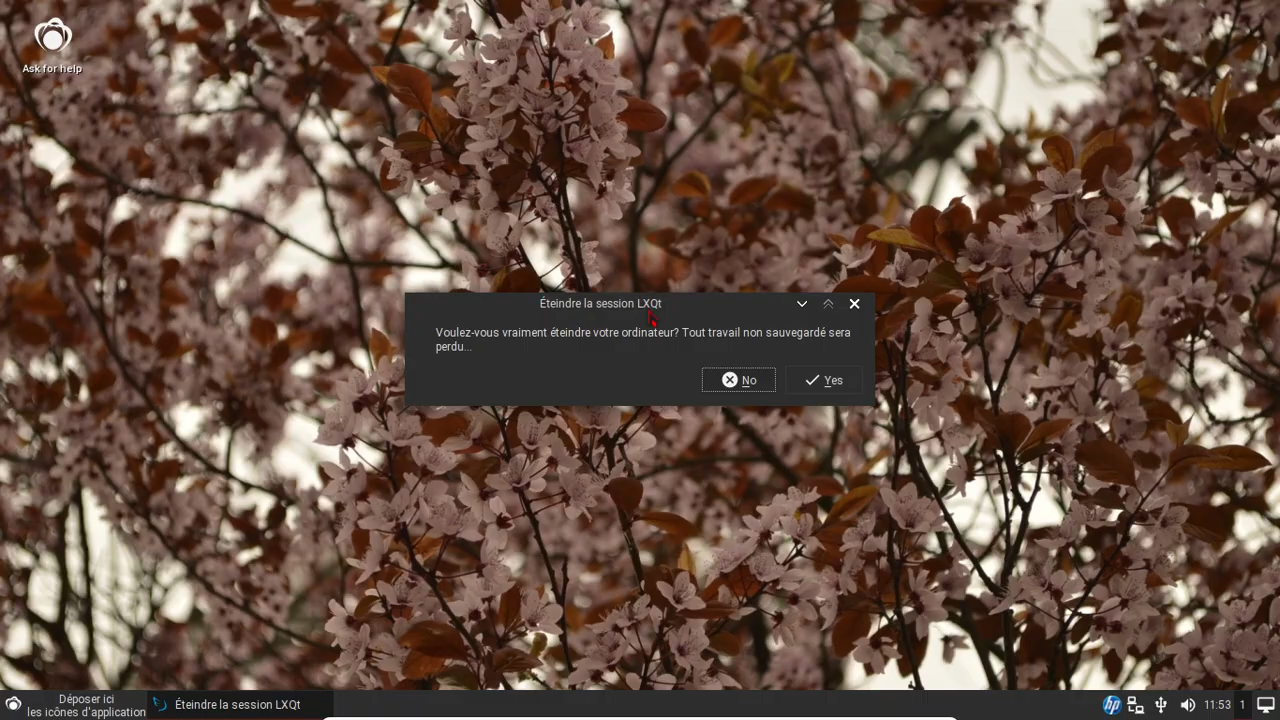 Ask for help
Éteindre la session LXQt
Voulez-vous vraiment éteindre votre ordinateur? Tout travail non sauvegardé sera
perdu...
No
Yes
Déposer ici
les icônes d'application
Éteindre la session LXQt
hp
11:53
1